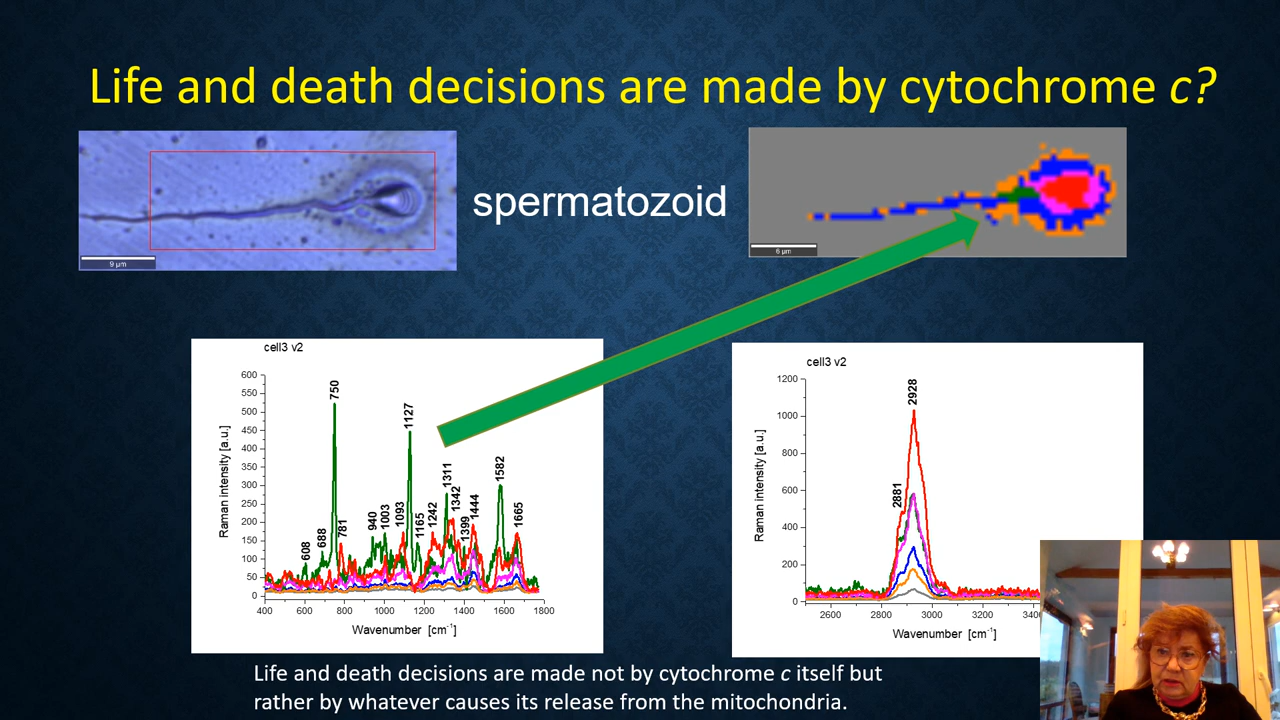 Life and death decisions are made by cytochrome c?
9 µm
spermatozoid
6 µm
cell3 v2
600
550
500
450
400
350
300
250
200
150
100
50
0
Raman intensity [a.u.]
608
688
750
781
940
1003
1093
1127
1165
1242
1311
1342
1399
1444
1582
1665
400 600 800 1000 1200 1400 1600 1800
Wavenumber [cm⁻¹]
cell3 v2
1200
1000
800
600
400
200
0
Raman intensity [a.u.]
2881
2928
2600 2800 3000 3200
Wavenumber [cm⁻¹]
Life and death decisions are made not by cytochrome c itself but
rather by whatever causes its release from the mitochondria.